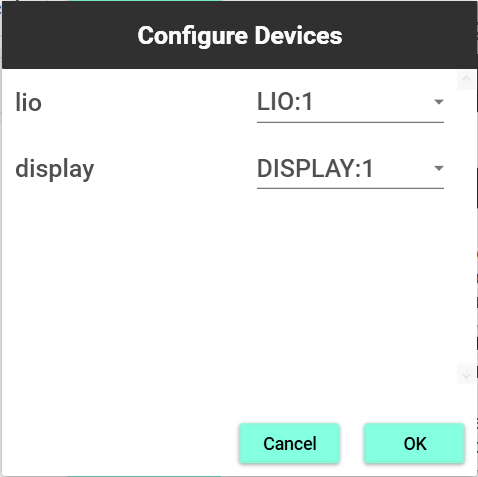 Configure Devices
lio LIO:1
display DISPLAY:1
Cancel OK